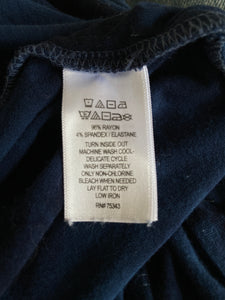 96% RAYON
4% SPANDEX / ELASTANE
TURN INSIDE OUT
MACHINE WASH COOL-
DELICATE CYCLE
WASH SEPARATELY
ONLY NON-CHLORINE
BLEACH WHEN NEEDED
LAY FLAT TO DRY
LOW IRON
RN# 75343